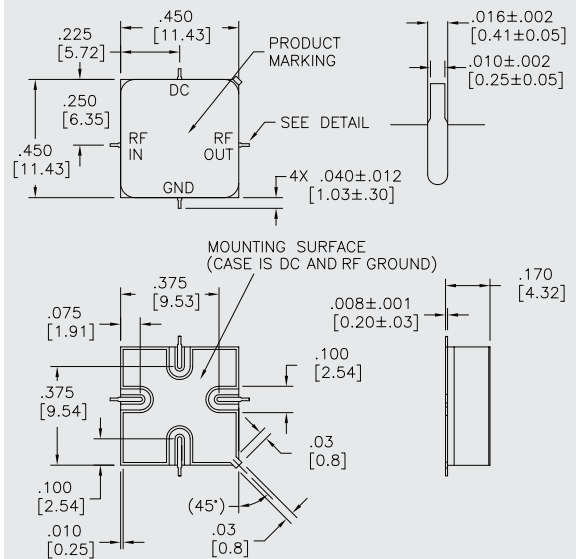 .450
[11.43]
.225
[5.72]
PRODUCT
MARKING
.016±.002
[0.41±0.05]
.010±.002
[0.25±0.05]
.250
[6.35]
DC
.450
[11.43]
RF
IN
RF
OUT
SEE DETAIL
GND
4X .040±.012
[1.03±.30]
MOUNTING SURFACE
(CASE IS DC AND RF GROUND)
.375
[9.53]
.075
[1.91]
.170
[4.32]
.008±.001
[0.20±.03]
.100
[2.54]
.375
[9.54]
.03
[0.8]
.100
[2.54]
(45°)
.010
[0.25]
.03
[0.8]